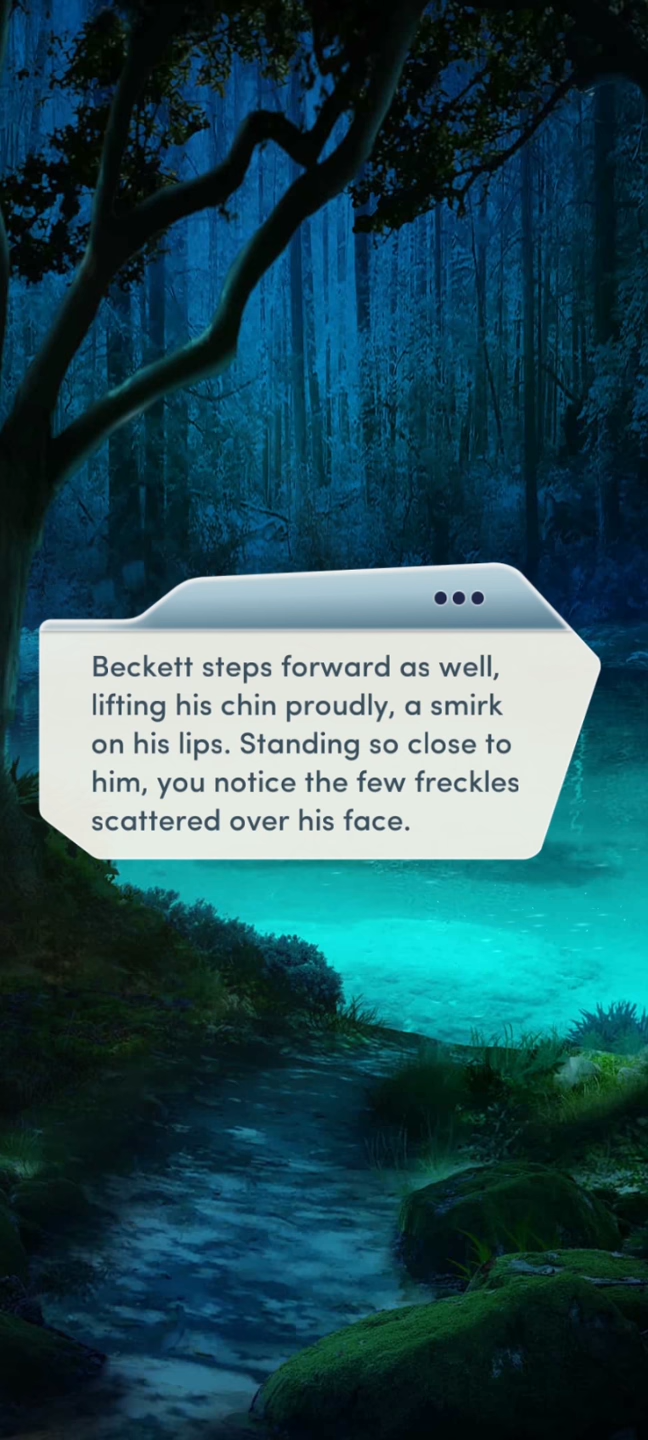 Beckett steps forward as well,
lifting his chin proudly, a smirk
on his lips. Standing so close to
him, you notice the few freckles
scattered over his face.